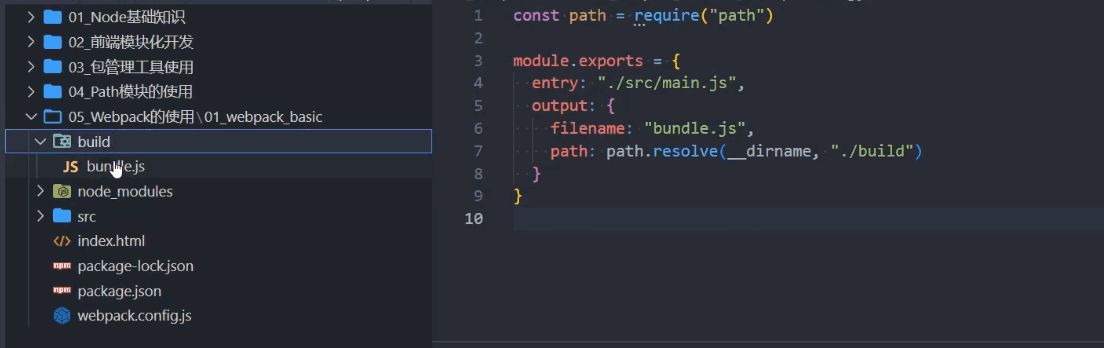 01_Node基础知识
02_前端模块化开发
03_包管理工具使用
04_Path模块的使用
05_Webpack的使用\01_webpack_basic
build
JS bundle.js
node_modules
src
</> index.html
npm package-lock.json
npm package.json
webpack.config.js
1 const path = require("path")
2
3 module.exports = {
4 entry: "./src/main.js",
5 output: {
6 filename: "bundle.js",
7 path: path.resolve(__dirname, "./build")
8 }
9 }
10